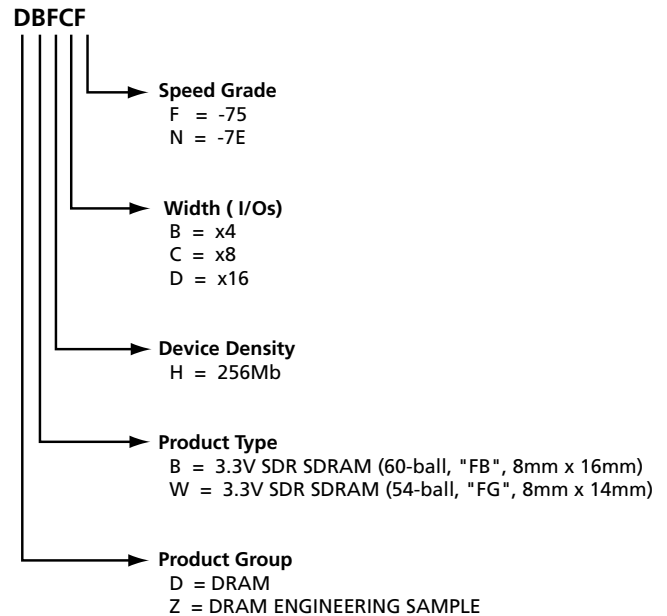 DBFCF
Speed Grade
F = -75
N = -7E
Width ( I/Os)
B = x4
C = x8
D = x16
Device Density
H = 256Mb
Product Type
B = 3.3V SDR SDRAM (60-ball, "FB", 8mm x 16mm)
W = 3.3V SDR SDRAM (54-ball, "FG", 8mm x 14mm)
Product Group
D = DRAM
Z = DRAM ENGINEERING SAMPLE